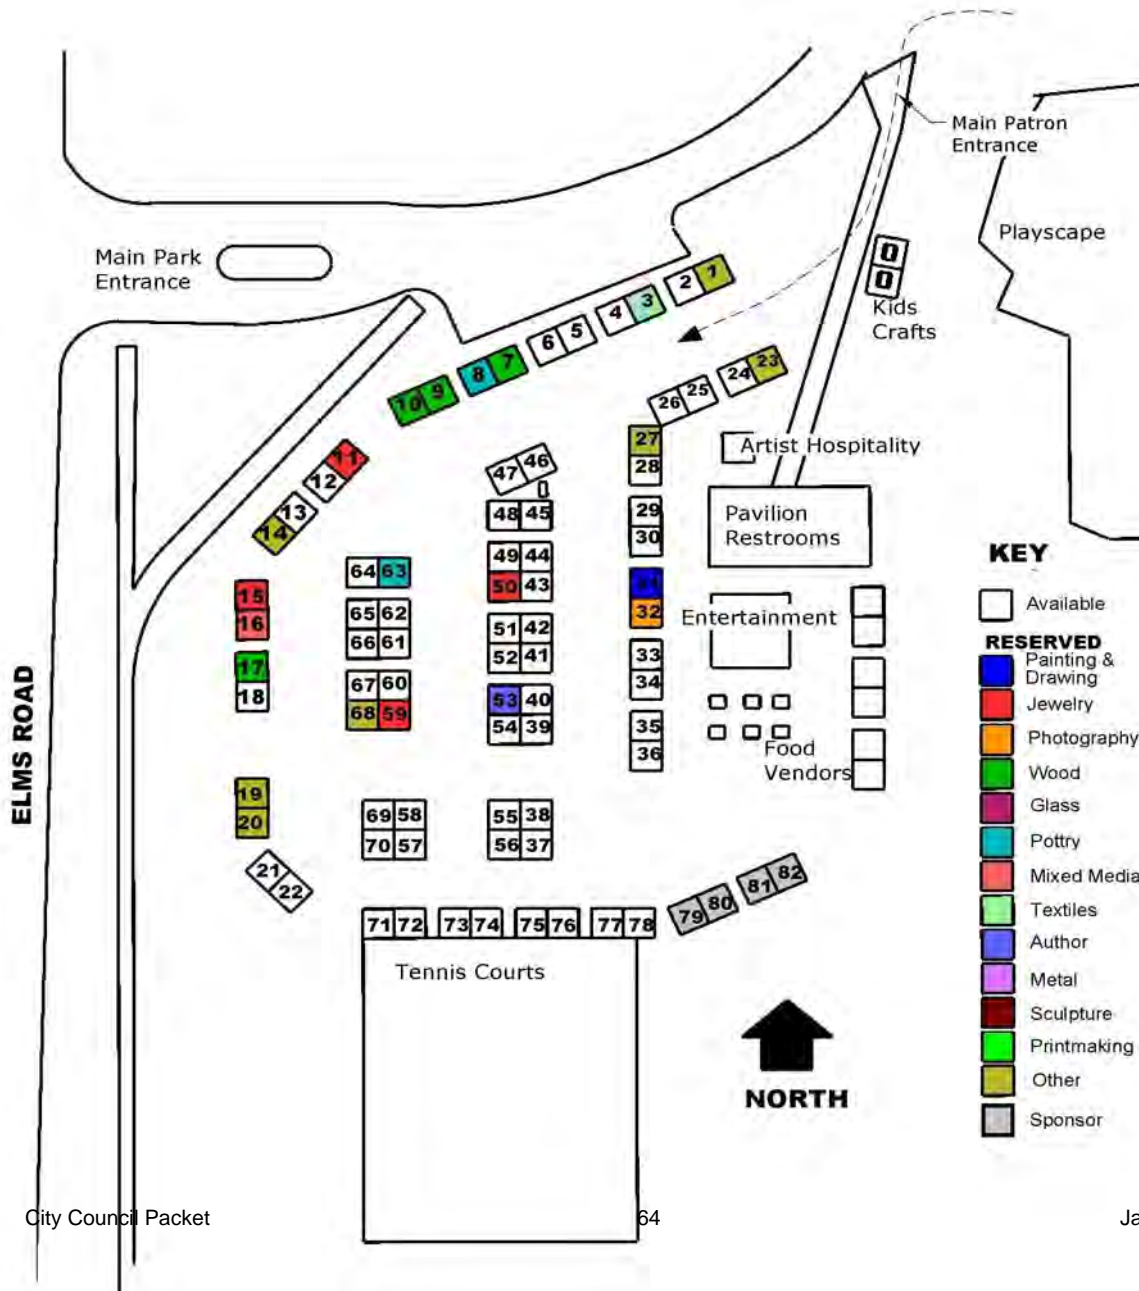 Main Patron
Entrance
Playscape
Main Park
Entrance
0
0
Kids
Crafts
1
2
3
4
5
6
7
8
9
10
23
24
25
26
11
12
13
14
27
28
Artist Hospitality
46
47
48 45
29
30
Pavilion
Restrooms
49 44
50 43
64 63
31
32
Entertainment
15
16
65 62
66 61
51 42
52 41
33
34
17
18
67 60
68 59
53 40
54 39
35
36
Food
Vendors
19
20
69 58
70 57
55 38
56 37
21
22
71 72 73 74 75 76 77 78
79 80 81 82
Tennis Courts
NORTH
ELMS ROAD
KEY
Available
RESERVED
Painting &
Drawing
Jewelry
Photography
Wood
Glass
Pottry
Mixed Media
Textiles
Author
Metal
Sculpture
Printmaking
Other
Sponsor
City Council Packet 64 Ja